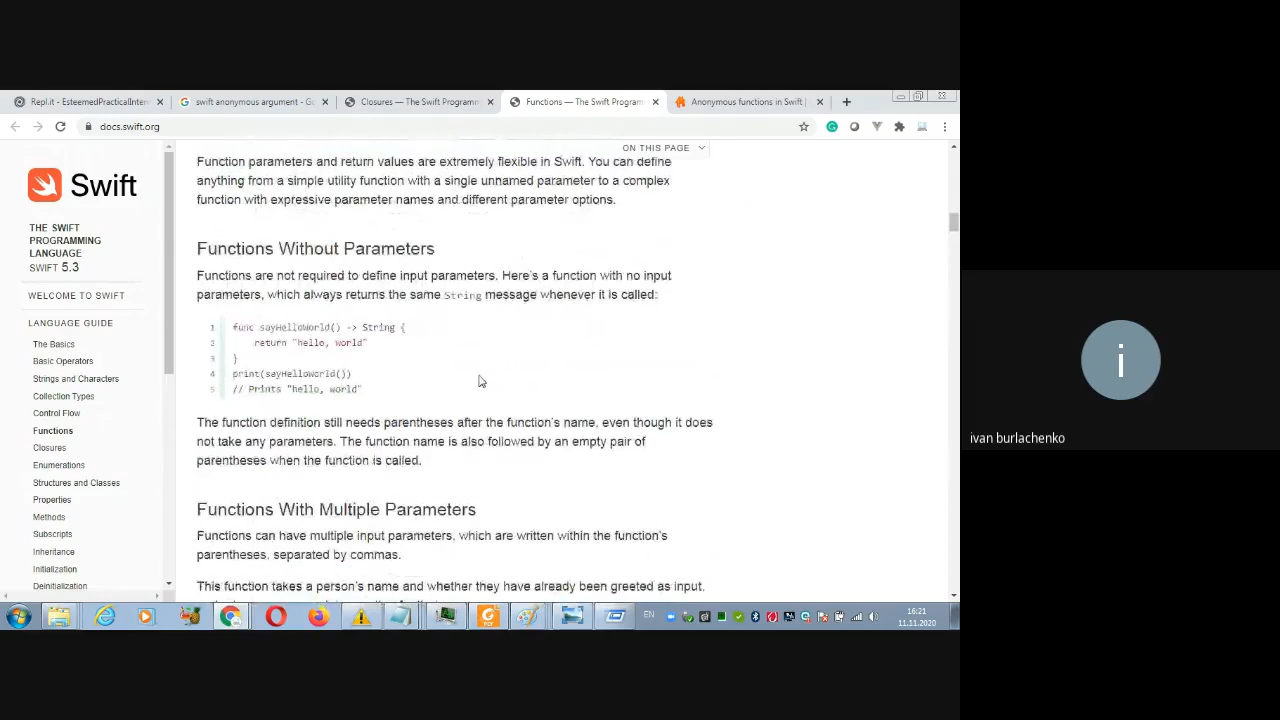 Repl.it - EsteemedPracticalInter
swift anonymous argument - Go
Closures — The Swift Programm
Functions — The Swift Program
Anonymous functions in Swift |
docs.swift.org
ON THIS PAGE
Swift
THE SWIFT
PROGRAMMING
LANGUAGE
SWIFT 5.3
WELCOME TO SWIFT
LANGUAGE GUIDE
The Basics
Basic Operators
Strings and Characters
Collection Types
Control Flow
Functions
Closures
Enumerations
Structures and Classes
Properties
Methods
Subscripts
Inheritance
Initialization
Deinitialization
Function parameters and return values are extremely flexible in Swift. You can define
anything from a simple utility function with a single unnamed parameter to a complex
function with expressive parameter names and different parameter options.
Functions Without Parameters
Functions are not required to define input parameters. Here's a function with no input
parameters, which always returns the same String message whenever it is called:
1 func sayHelloWorld() -> String {
2 return "hello, world"
3 }
4 print(sayHelloWorld())
5 // Prints "hello, world"
The function definition still needs parentheses after the function's name, even though it does
not take any parameters. The function name is also followed by an empty pair of
parentheses when the function is called.
Functions With Multiple Parameters
Functions can have multiple input parameters, which are written within the function's
parentheses, separated by commas.
This function takes a person's name and whether they have already been greeted as input,
EN
16:21
11.11.2020
i
ivan burlachenko